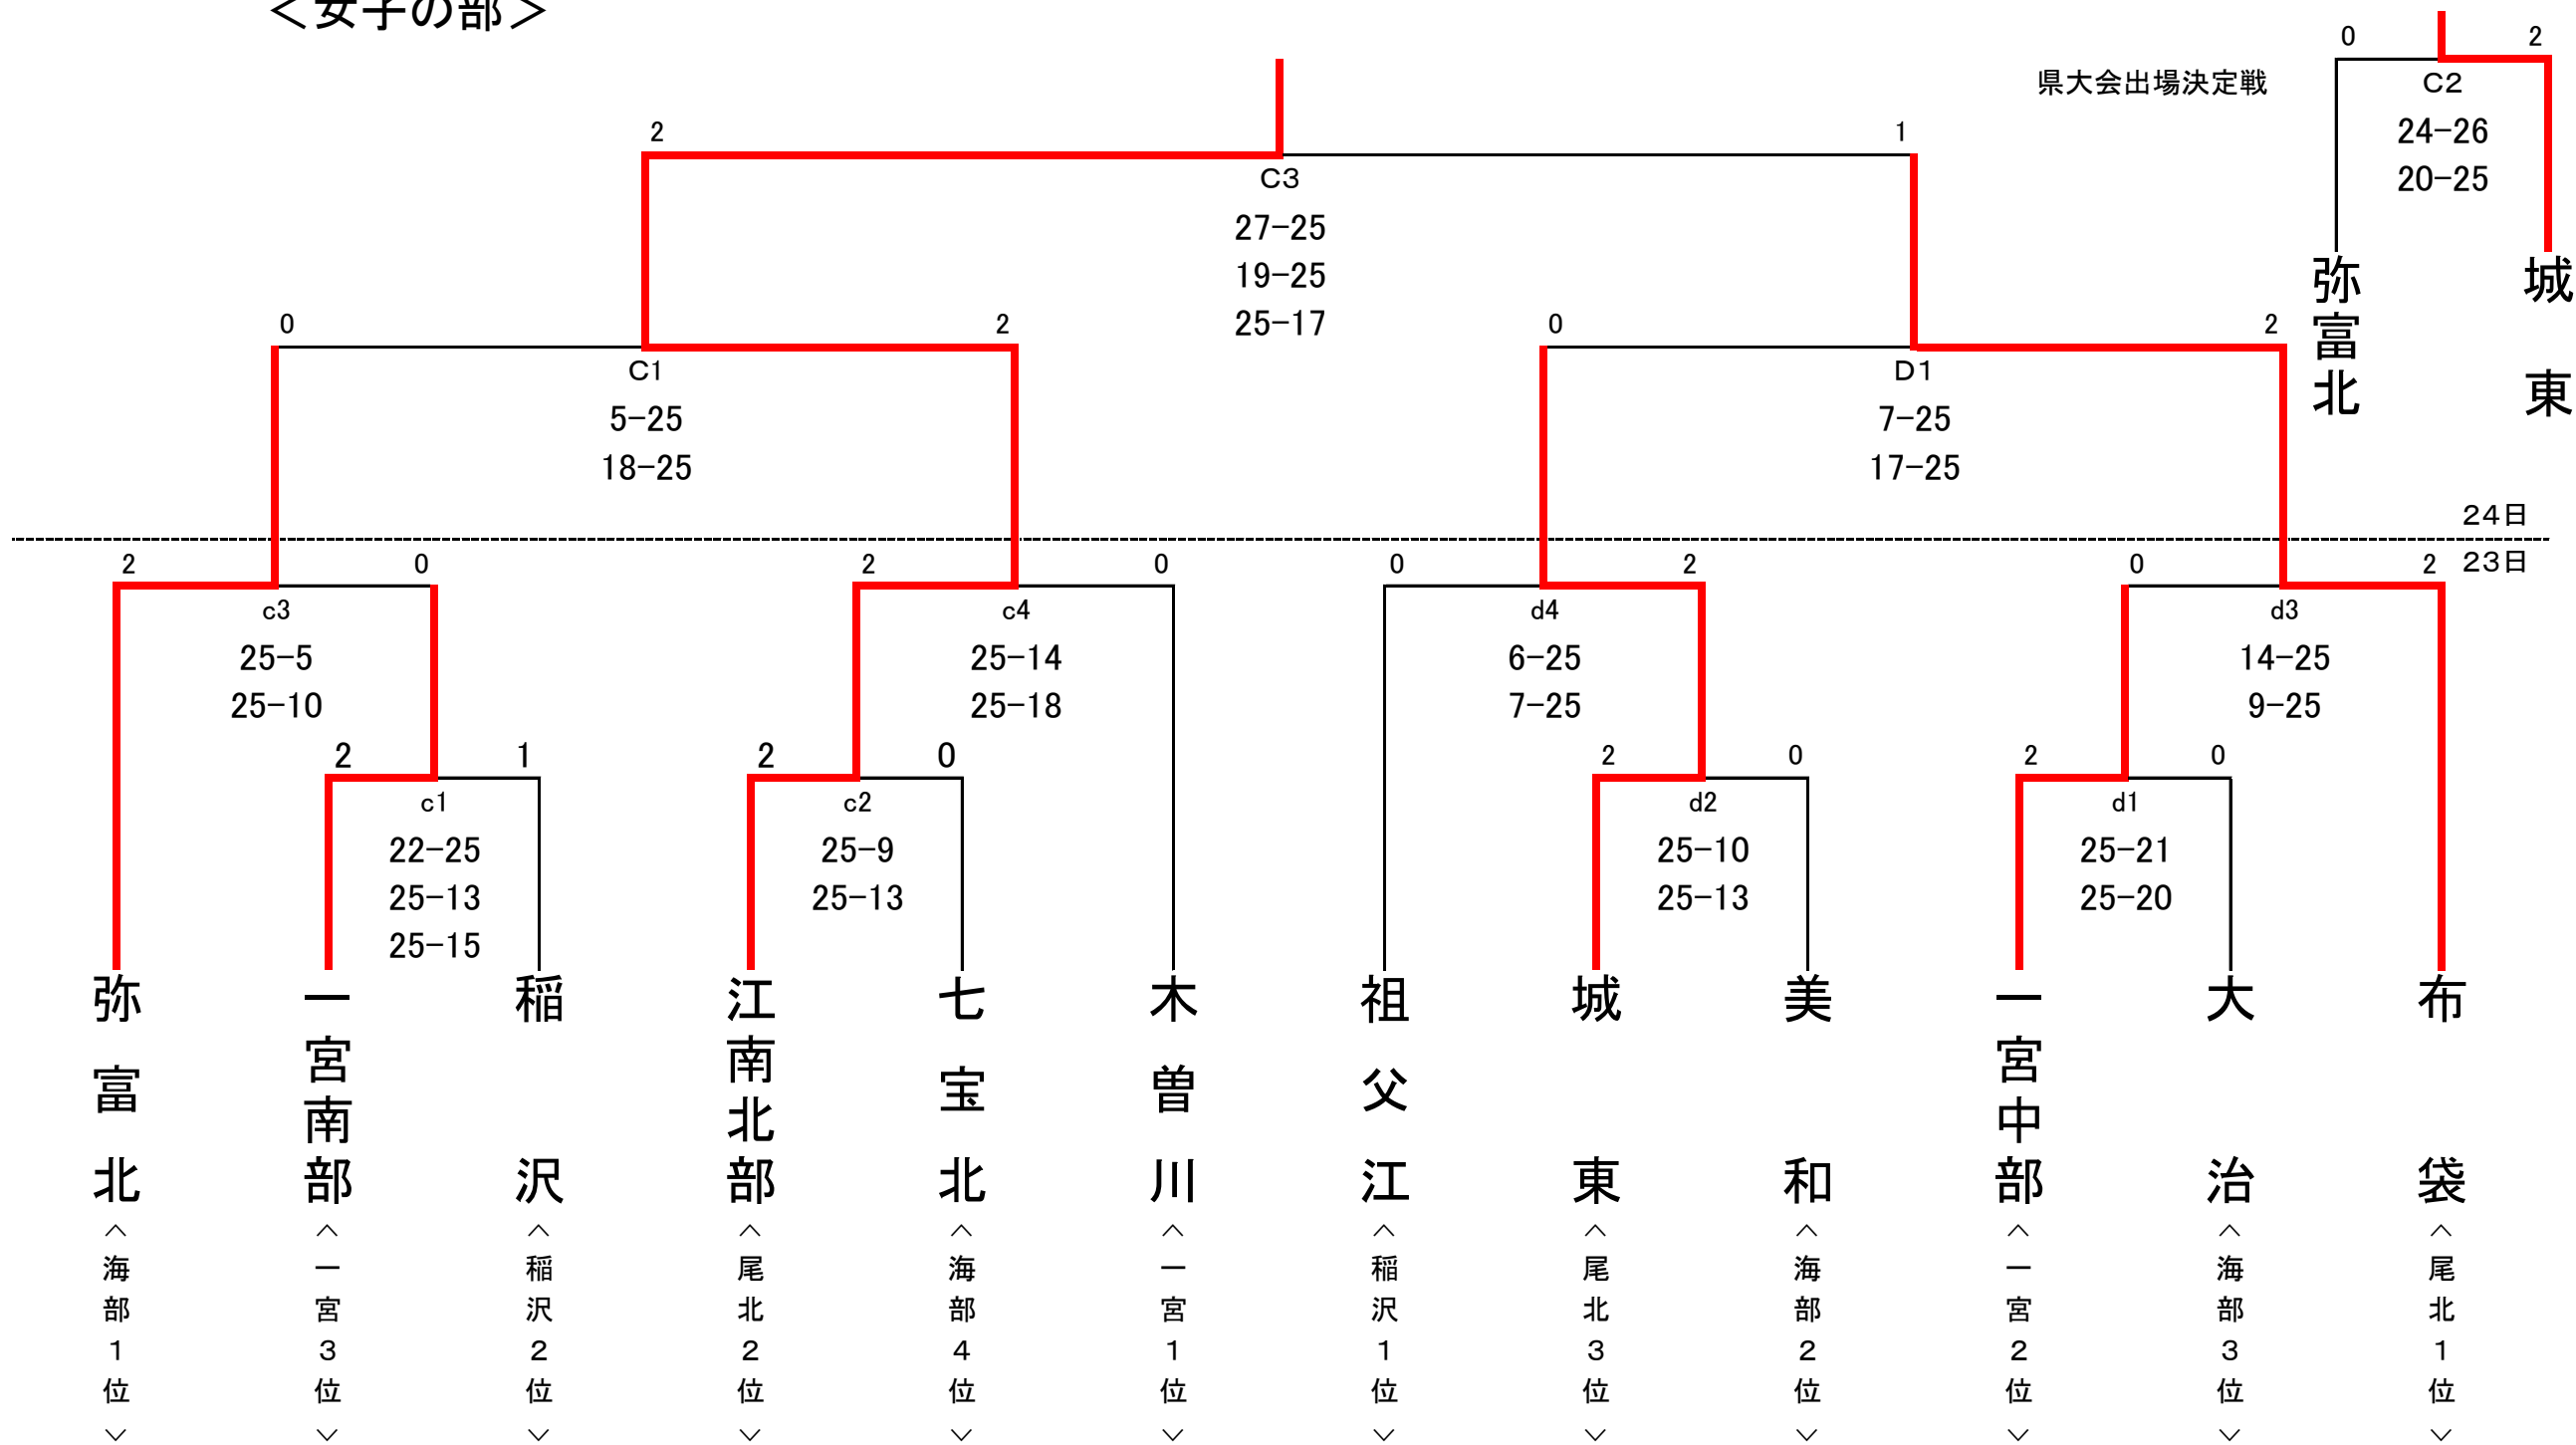 ＜女子の部＞
0 2
県大会出場決定戦 C2
24-26
20-25
弥富北
城東
2 1
C3
27-25
19-25
25-17
0 2 0 2
C1 D1
5-25 7-25
18-25 17-25
24日
23日
2 0 2 0 0 2 0 2
c3 c4 d4 d3
25-5 25-14 6-25 14-25
25-10 25-18 7-25 9-25
2 1 2 0 2 0 2 0
c1 c2 d2 d1
22-25 25-9 25-10 25-21
25-13 25-13 25-13 25-20
25-15
弥富北＜海部1位＞
一宮南部＜一宮3位＞
稲沢＜稲沢2位＞
江南北部＜尾北2位＞
七宝北＜海部4位＞
木曽川＜一宮1位＞
祖父江＜稲沢1位＞
城東＜尾北3位＞
美和＜海部2位＞
一宮中部＜一宮2位＞
大治＜海部3位＞
布袋＜尾北1位＞